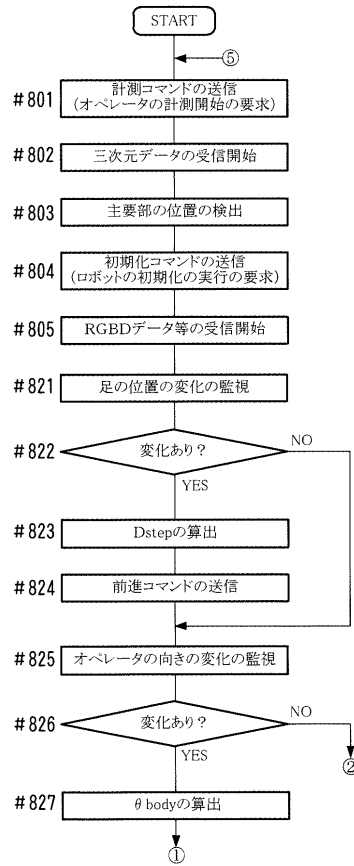 START
⑤
#801
計測コマンドの送信
(オペレータの計測開始の要求)
#802
三次元データの受信開始
#803
主要部の位置の検出
#804
初期化コマンドの送信
(ロボットの初期化の実行の要求)
#805
RGBDデータ等の受信開始
#821
足の位置の変化の監視
#822
変化あり?
NO
YES
#823
Dstepの算出
#824
前進コマンドの送信
#825
オペレータの向きの変化の監視
#826
変化あり?
NO
②
YES
#827
θbodyの算出
①